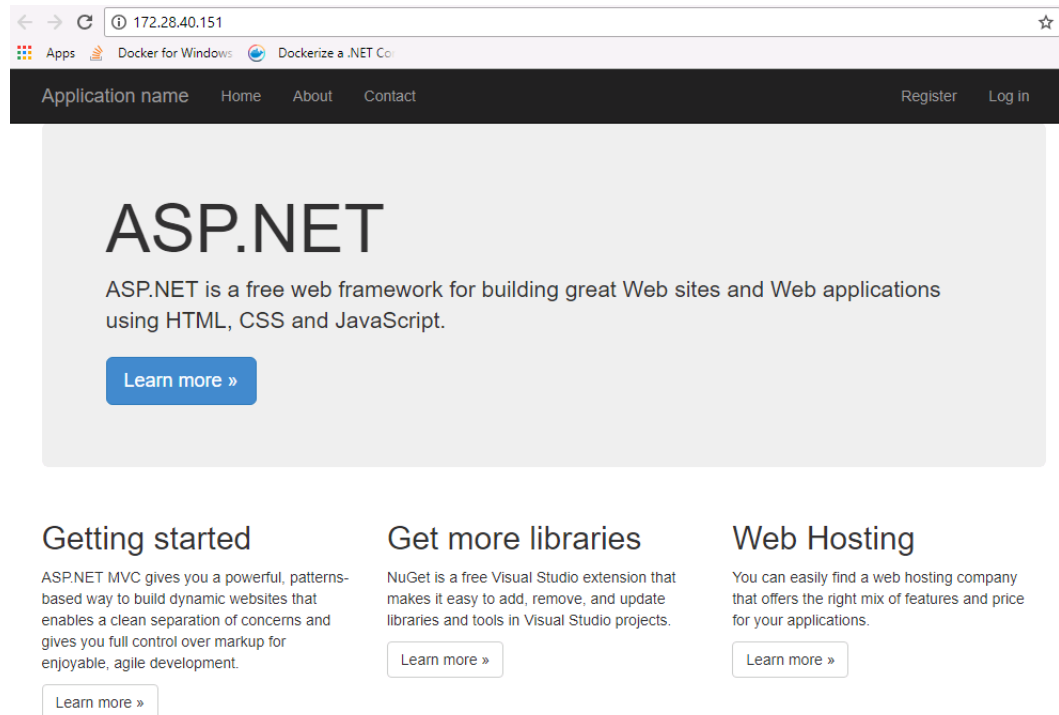 172.28.40.151
Apps Docker for Windows Dockerize a .NET Co
Application name Home About Contact Register Log in
ASP.NET
ASP.NET is a free web framework for building great Web sites and Web applications
using HTML, CSS and JavaScript.
Learn more »
Getting started
ASP.NET MVC gives you a powerful, patterns-
based way to build dynamic websites that
enables a clean separation of concerns and
gives you full control over markup for
enjoyable, agile development.
Learn more »
Get more libraries
NuGet is a free Visual Studio extension that
makes it easy to add, remove, and update
libraries and tools in Visual Studio projects.
Learn more »
Web Hosting
You can easily find a web hosting company
that offers the right mix of features and price
for your applications.
Learn more »